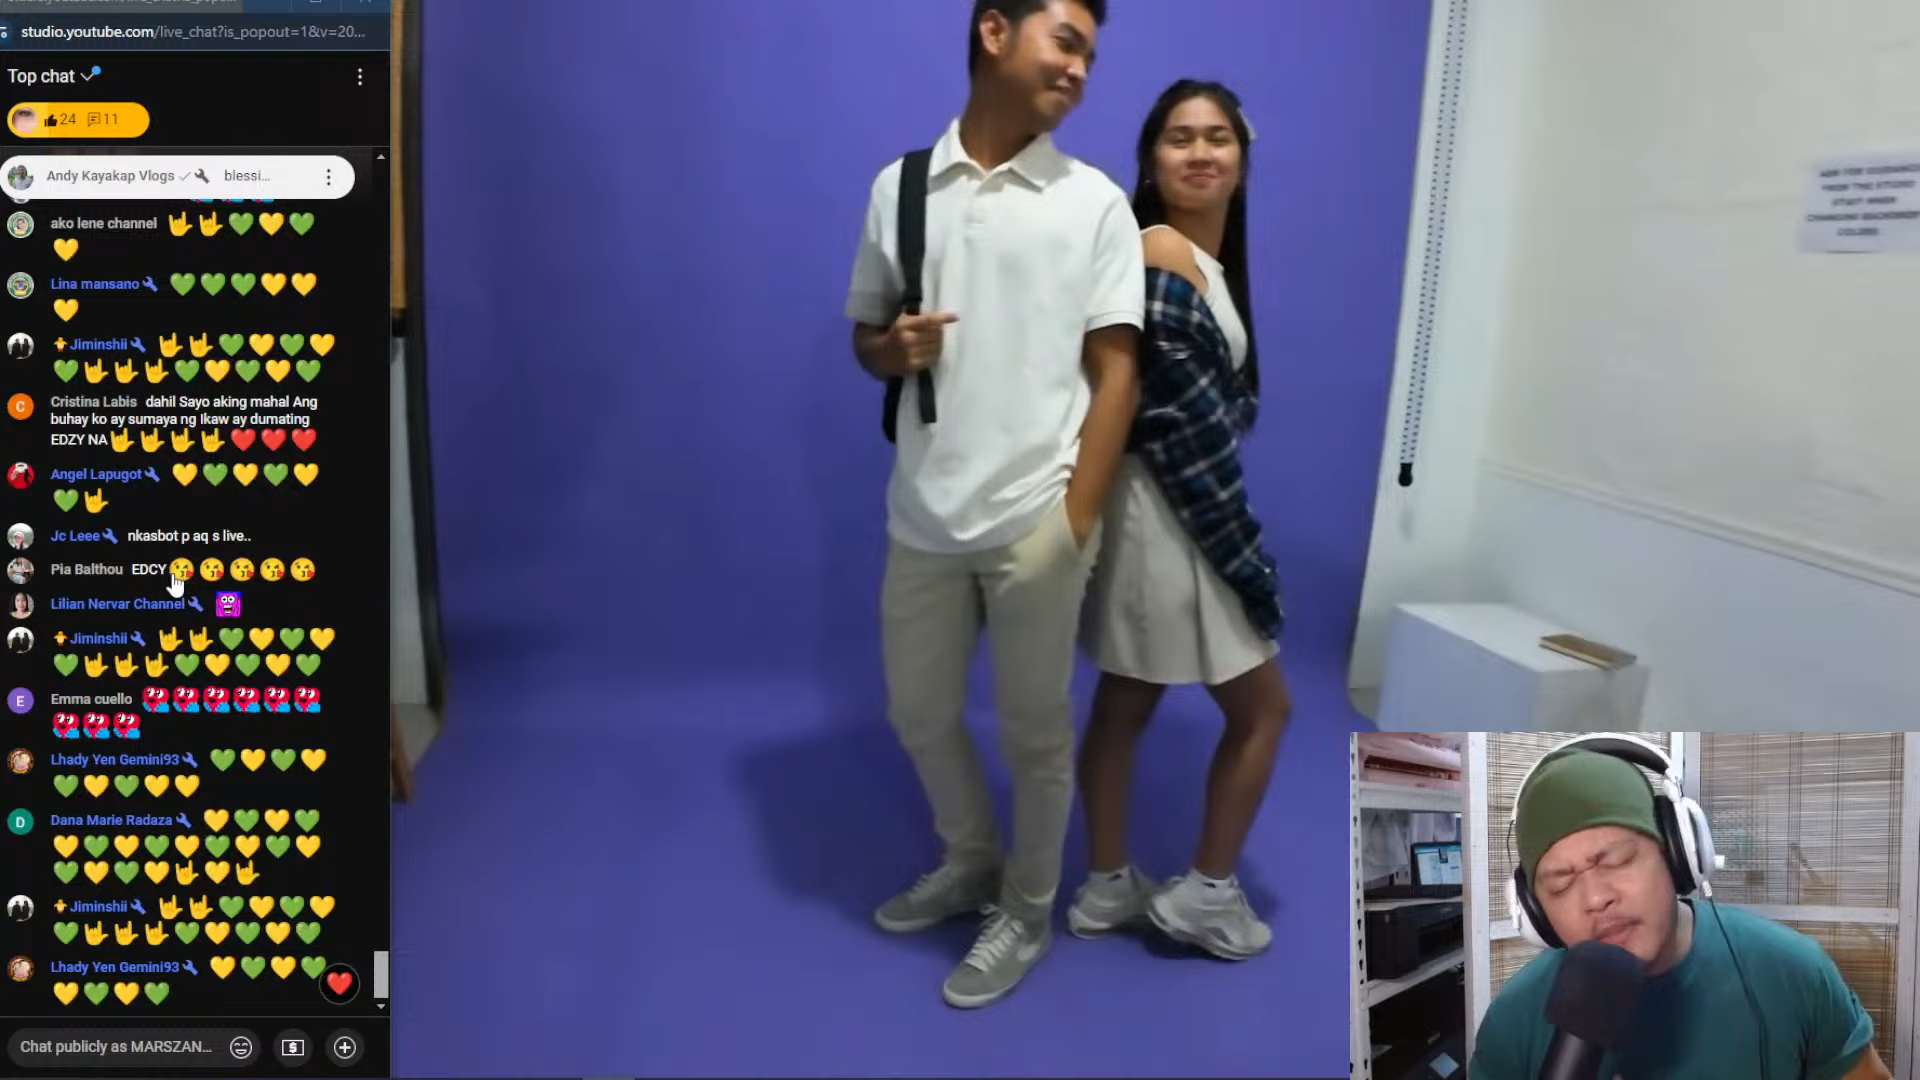 studio.youtube.com/live_chat?is_popout=1&v=20...
Top chat
24 11
Andy Kayakap Vlogs blessi...
ako lene channel 🤟🤟💚💛💚
💛
Lina mansano 💚💚💚💛💛
💛
Jiminshii 🤟🤟💚💛💚💛
💚🤟🤟🤟💚💛💚💛💚
C Cristina Labis dahil Sayo aking mahal Ang
buhay ko ay sumaya ng Ikaw ay dumating
EDZY NA🤟🤟🤟🤟❤️❤️❤️
Angel Lapugot 💛💚💛💚💛
💚🤟
Jc Leee nkasbot p aq s live..
Pia Balthou EDCY😘😘😘😘😘
Lilian Nervar Channel
Jiminshii 🤟🤟💚💛💚💛
💚🤟🤟🤟💚💛💚💛💚
E Emma cuello
Lhady Yen Gemini93 💚💛💚💛
💚💛💚💛💛
D Dana Marie Radaza 💛💚💛💚
💛💚💛💚💛💚💛💚💛
💚💛💚💛🤟💛🤟
Jiminshii 🤟🤟💚💛💚💛
💚🤟🤟🤟💚💛💚💛💚
Lhady Yen Gemini93 💛💚💛💚
💛💚💛💚
Chat publicly as MARSZAN...